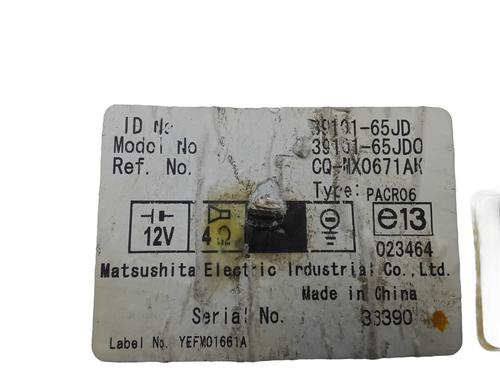 ID No 39101-65JD
Model No 39101-65JD0
Ref. No. CQ-MX0671AK
Type: PACR06
12V 4Ω e13
023464
Matsushita Electric Industrial Co., Ltd.
Made in China
Serial No. 33390
Label No. YEFM01661A